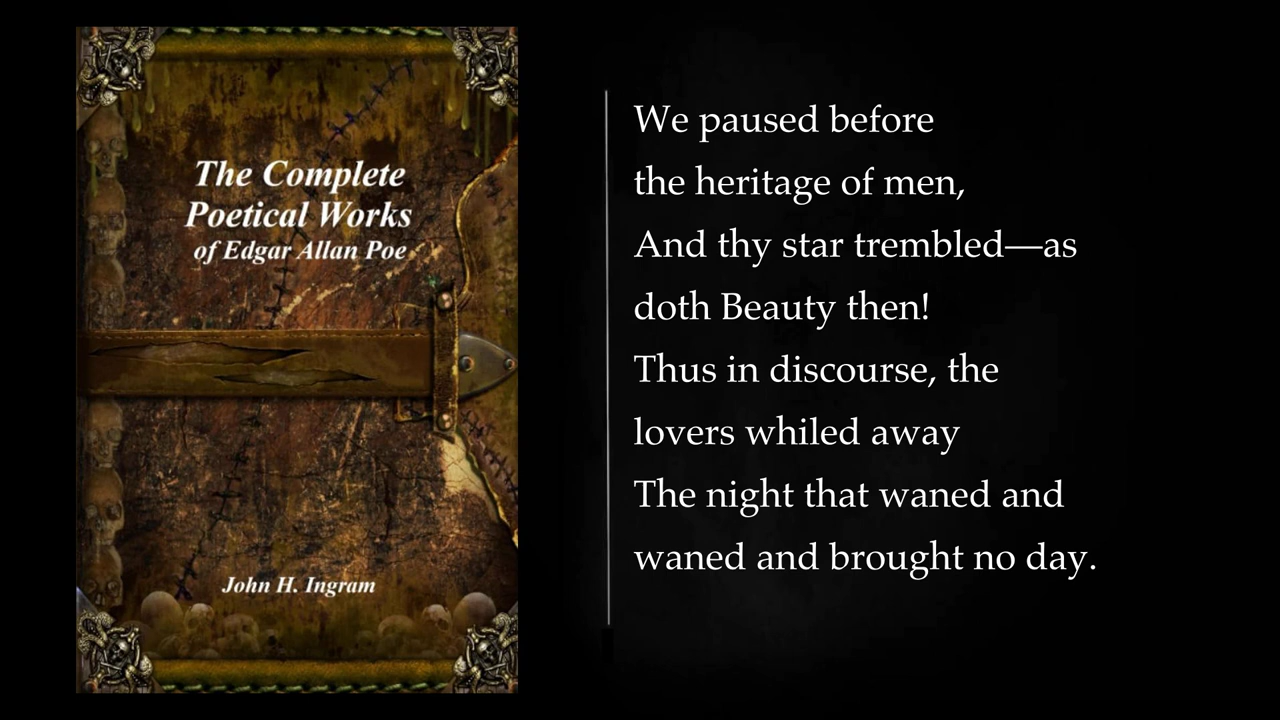 The Complete
Poetical Works
of Edgar Allan Poe
John H. Ingram
We paused before
the heritage of men,
And thy star trembled—as
doth Beauty then!
Thus in discourse, the
lovers whiled away
The night that waned and
waned and brought no day.